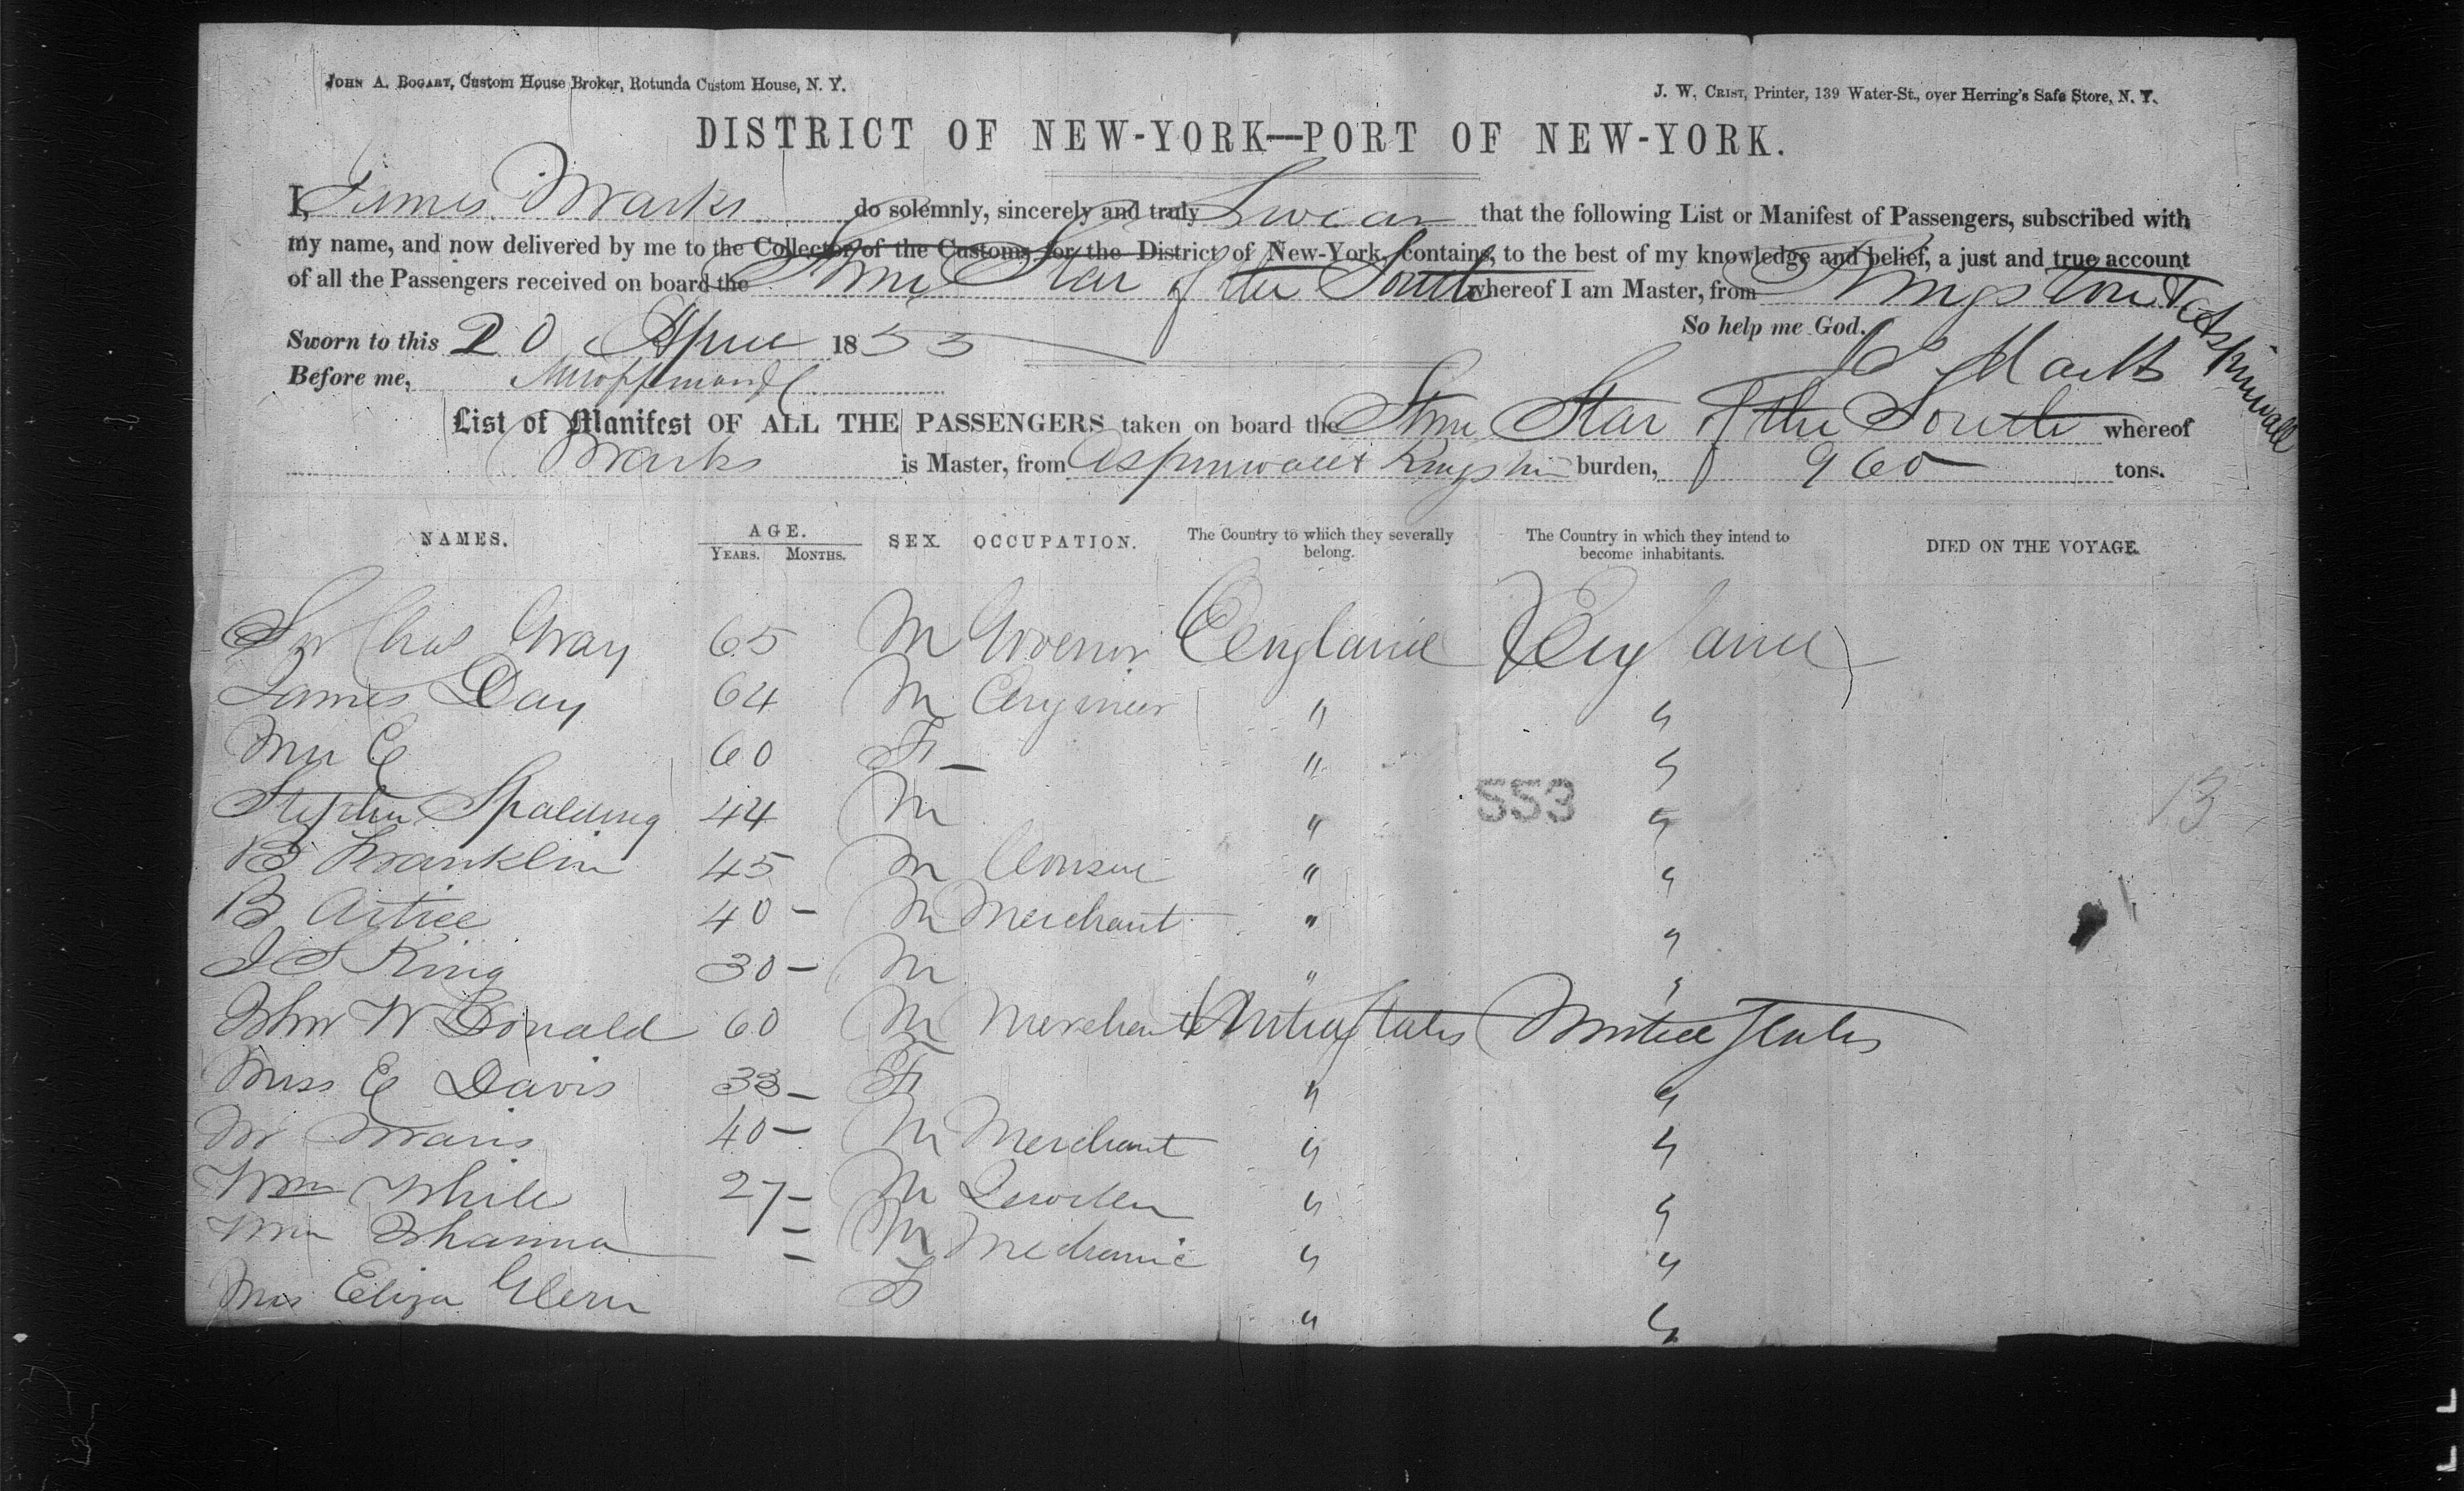 JOHN A. BOGART, Custom House Broker, Rotunda Custom House, N. Y.
J. W. CRIST, Printer, 139 Water-St., over Herring's Safe Store, N. Y.
DISTRICT OF NEW-YORK—PORT OF NEW-YORK.
I, James Marks do solemnly, sincerely and truly Swear that the following List or Manifest of Passengers, subscribed with
my name, and now delivered by me to the Collector of the Customs, for the District of New-York, contains, to the best of my knowledge and belief, a just and true account
of all the Passengers received on board the Stmr Star of the South whereof I am Master, from Kingston & Aspinwall
So help me God.
Sworn to this 20 April 1855
J Marks
Before me,
List of Manifest OF ALL THE PASSENGERS taken on board the Stmr Star of the South whereof
Marks is Master, from Aspinwall & Kingston burden, 960 tons.
NAMES. AGE. SEX OCCUPATION. The Country to which they severally belong. The Country in which they intend to become inhabitants. DIED ON THE VOYAGE.
YEARS. MONTHS.
Sir Chas Gray 65 M Govenor England England
James Day 64 M Engineer " "
Mrs E 60 F — " "
Stephen Spalding 44 M " "
553
13
B Franklin 45 M Consul " "
B 40 — M Merchant " "
J S King 30 — M " "
John W Donald 60 M Merchant United States United States
Miss E Davis 33 — F " "
M 40 — M Merchant " "
Wm White 27 — M " "
Wm — M Mechanic " "
Mrs Eliza Glenn — F " "